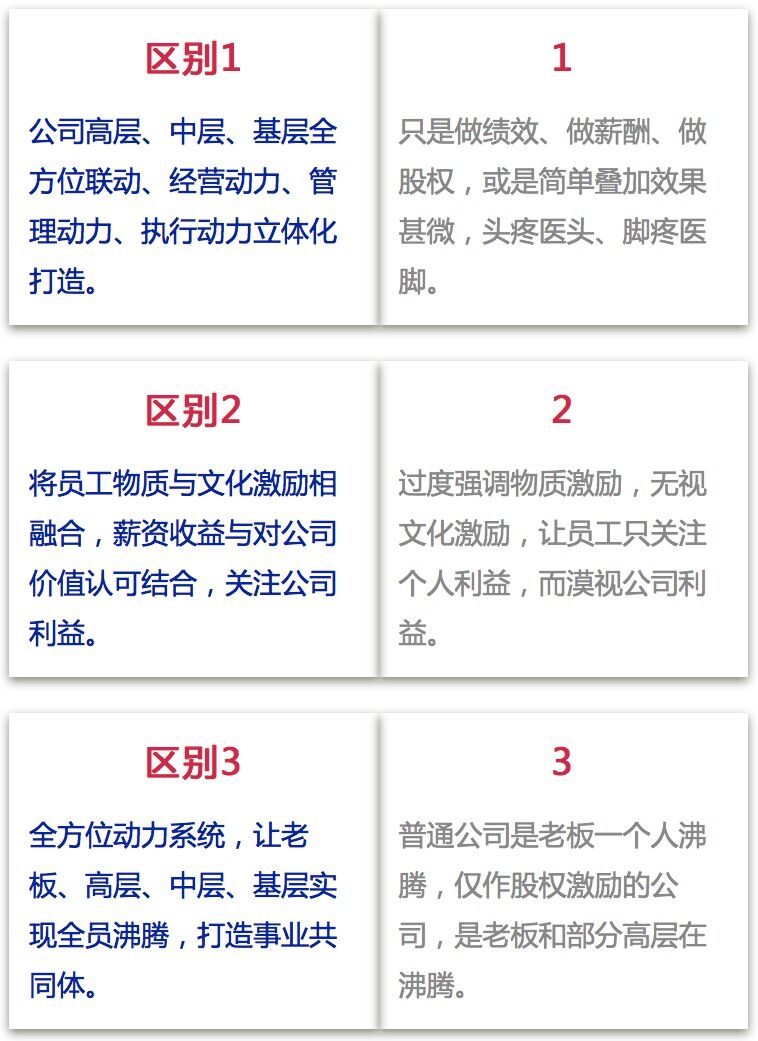 区别1
公司高层、中层、基层全
方位联动、经营动力、管
理动力、执行动力立体化
打造。
1
只是做绩效、做薪酬、做
股权，或是简单叠加效果
甚微，头疼医头、脚疼医
脚。
区别2
将员工物质与文化激励相
融合，薪资收益与对公司
价值认可结合，关注公司
利益。
2
过度强调物质激励，无视
文化激励，让员工只关注
个人利益，而漠视公司利
益。
区别3
全方位动力系统，让老
板、高层、中层、基层实
现全员沸腾，打造事业共
同体。
3
普通公司是老板一个人沸
腾，仅作股权激励的公
司，是老板和部分高层在
沸腾。